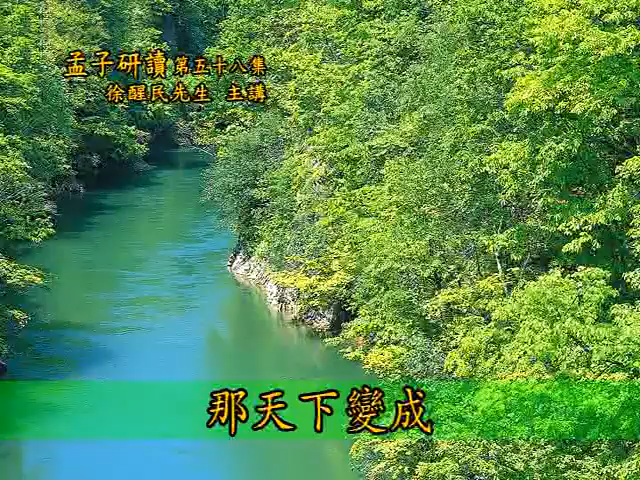 孟子研讀 第五十八集
徐醒民先生 主講
那天下變成